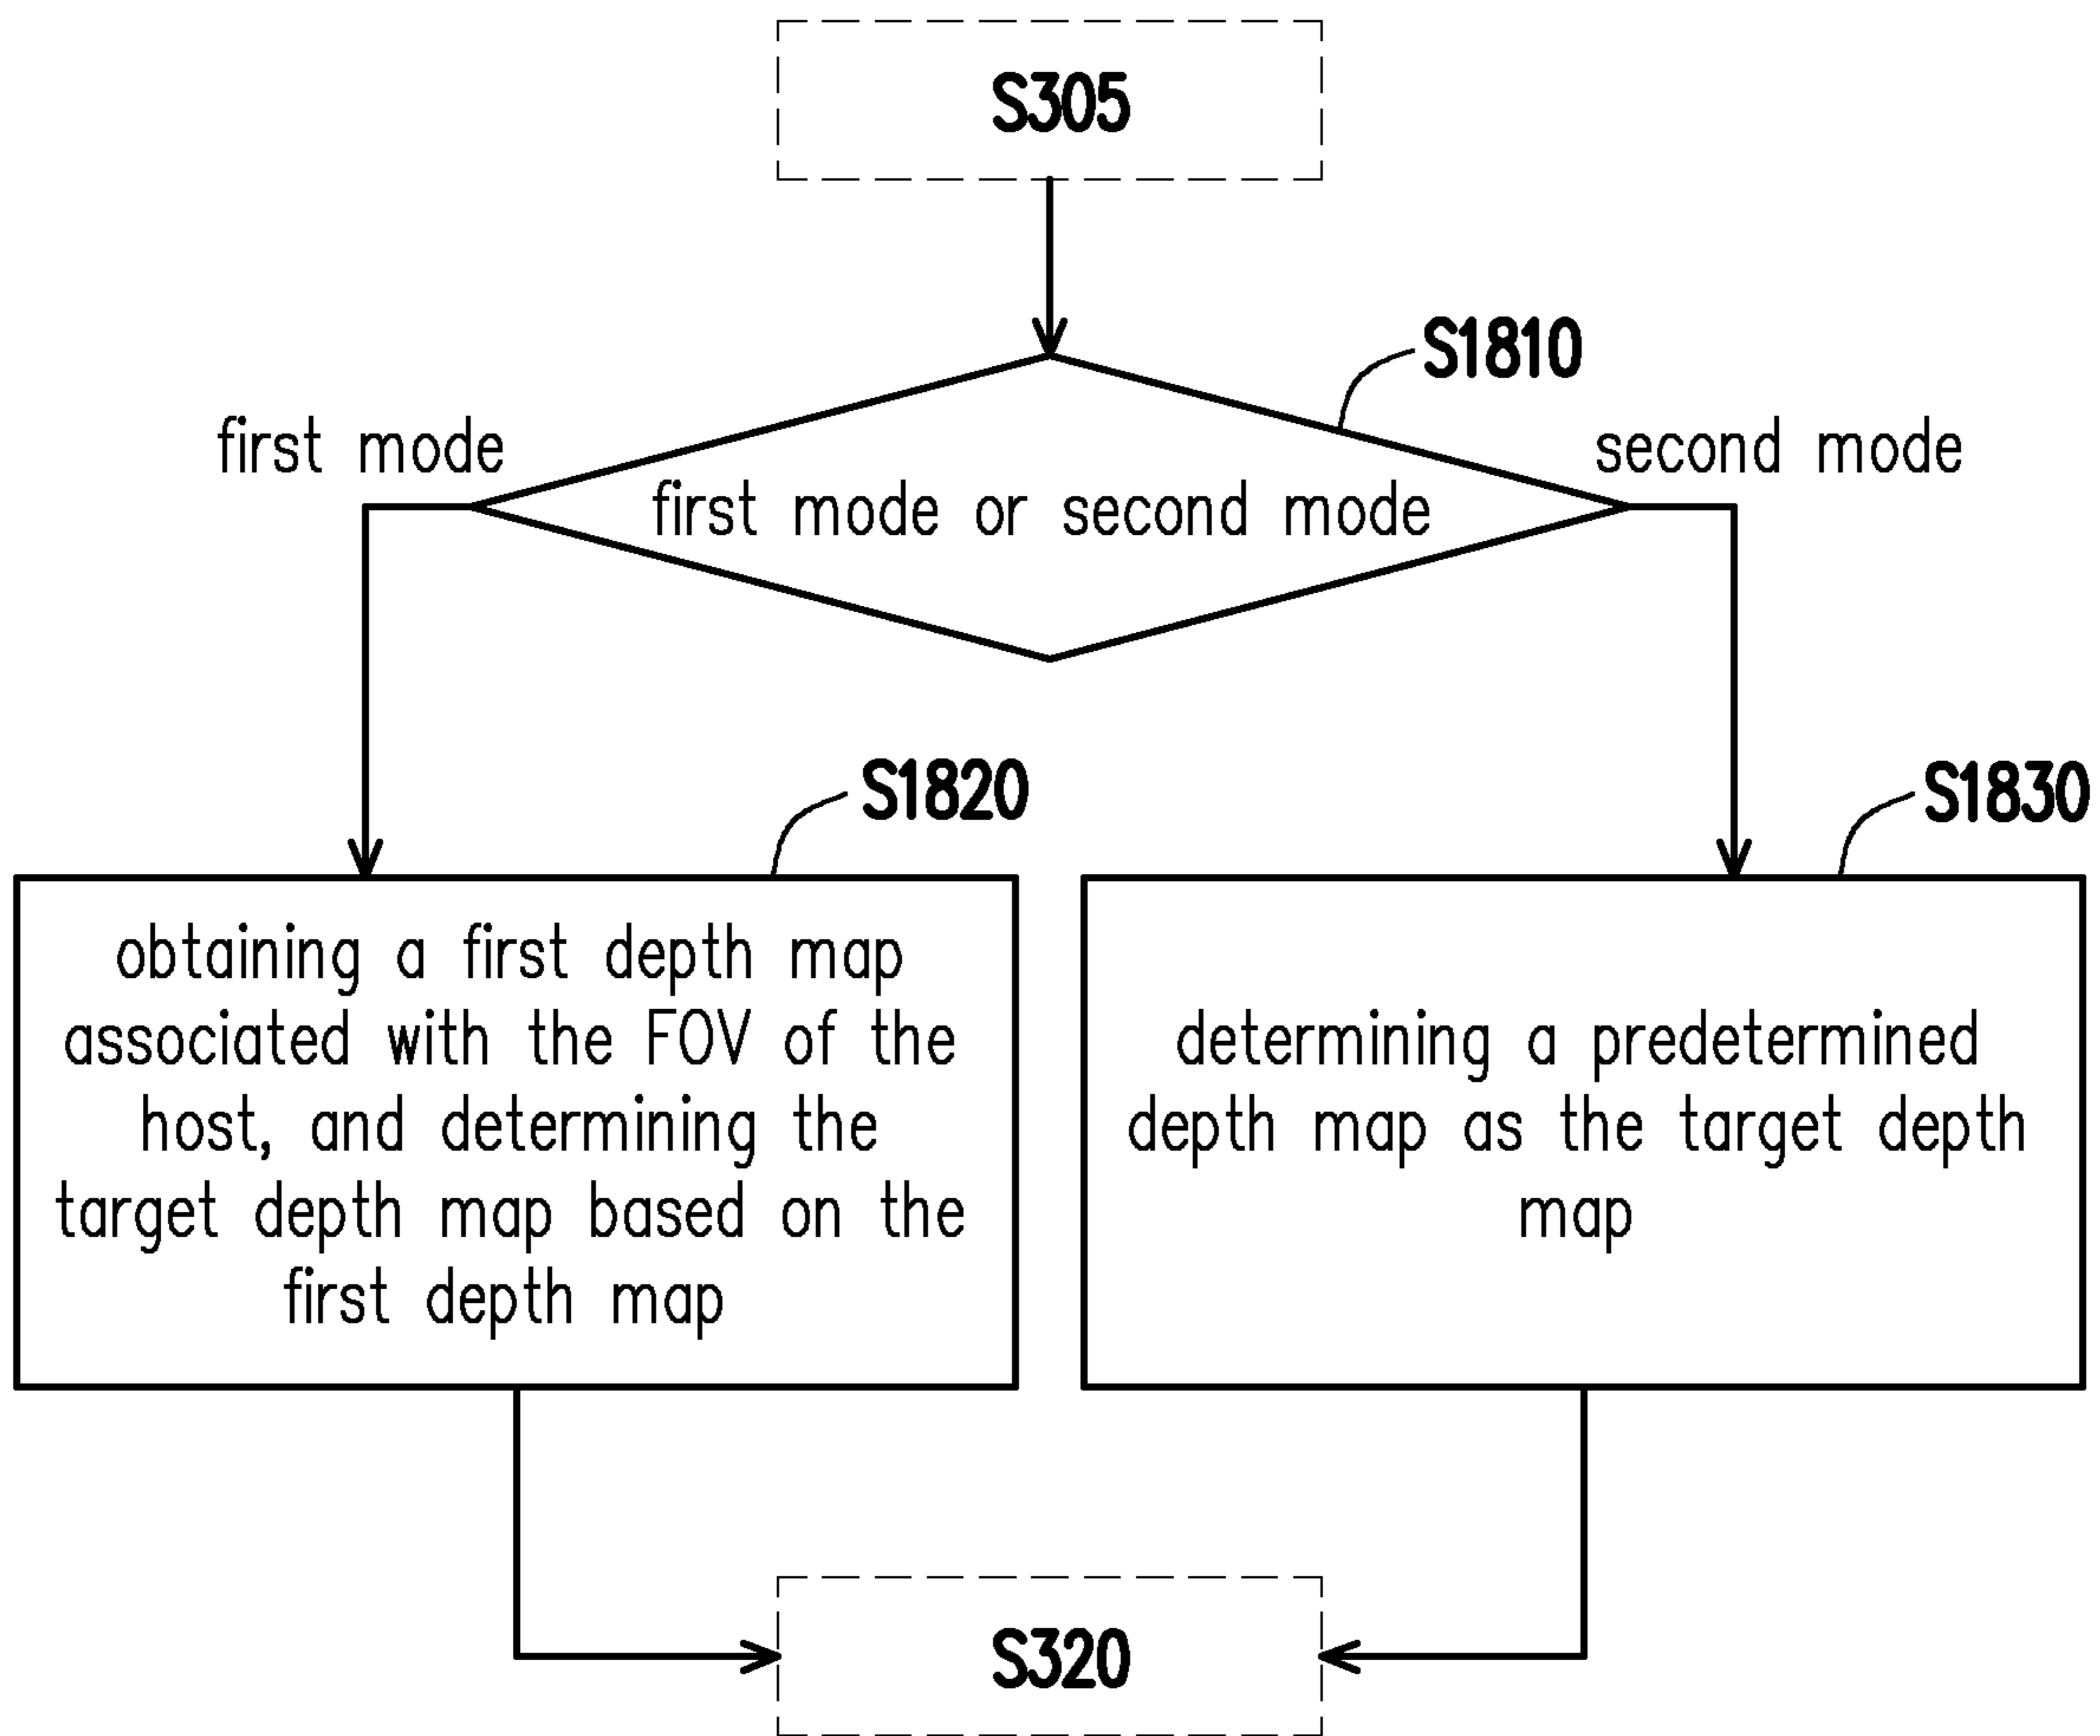 S305
S1810
first mode
second mode
first mode or second mode
S1820
S1830
obtaining a first depth map
associated with the FOV of the
host, and determining the
target depth map based on the
first depth map
determining a predetermined
depth map as the target depth
map
S320